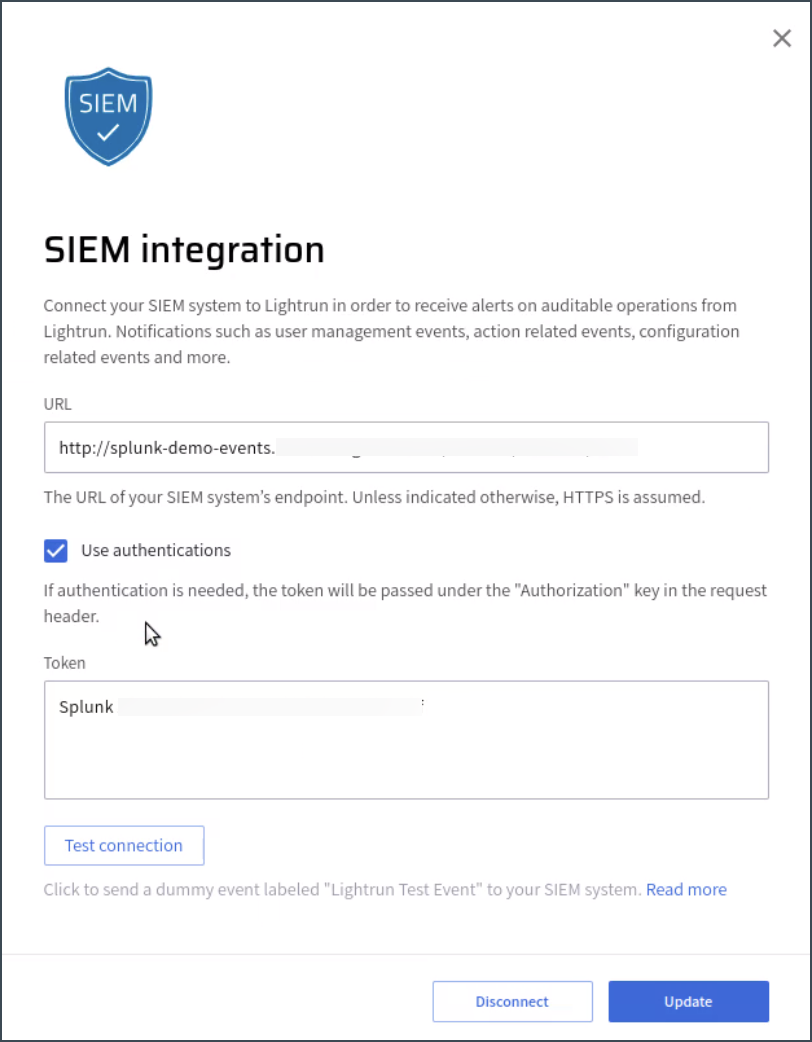 SIEM
SIEM integration
Connect your SIEM system to Lightrun in order to receive alerts on auditable operations from
Lightrun. Notifications such as user management events, action related events, configuration
related events and more.
URL
http://splunk-demo-events.
The URL of your SIEM system's endpoint. Unless indicated otherwise, HTTPS is assumed.
Use authentications
If authentication is needed, the token will be passed under the "Authorization" key in the request
header.
Token
Splunk
Test connection
Click to send a dummy event labeled "Lightrun Test Event" to your SIEM system. Read more
Disconnect
Update